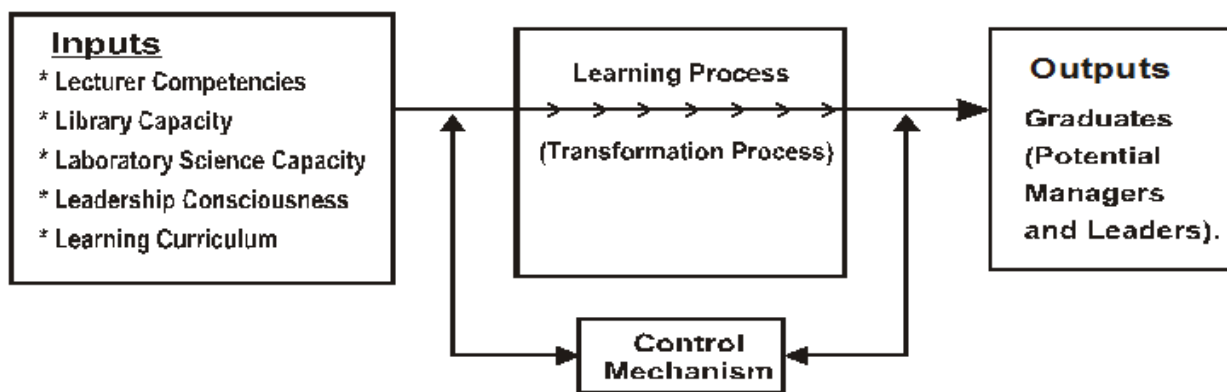 Inputs
* Lecturer Competencies
* Library Capacity
* Laboratory Science Capacity
* Leadership Consciousness
* Learning Curriculum
Learning Process
(Transformation Process)
Outputs
Graduates
(Potential
Managers
and Leaders).
Control
Mechanism